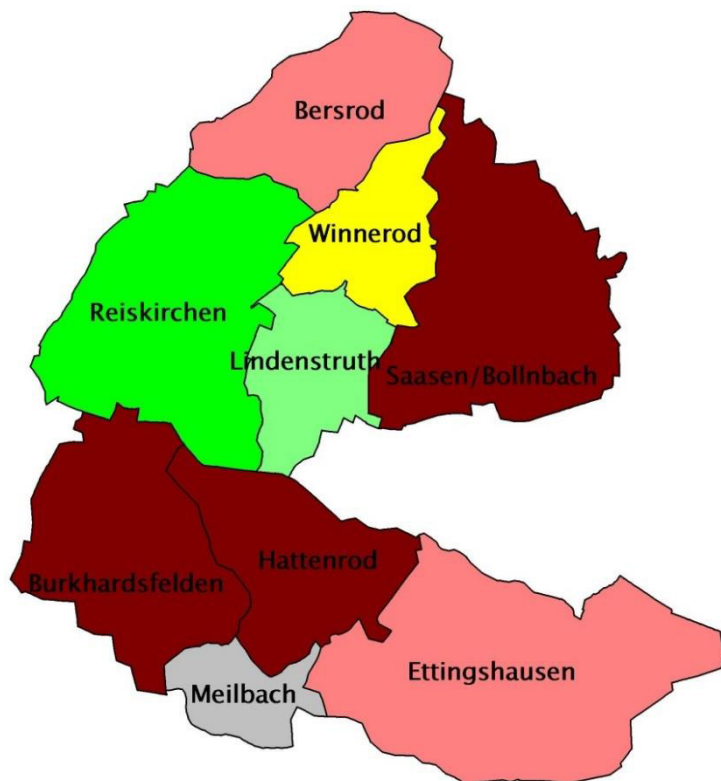 Bersrod
Winnerod
Reiskirchen
Lindenstruth
Saasen/Bollnbach
Hattenrod
Burkhardsfelden
Ettingshausen
Meilbach